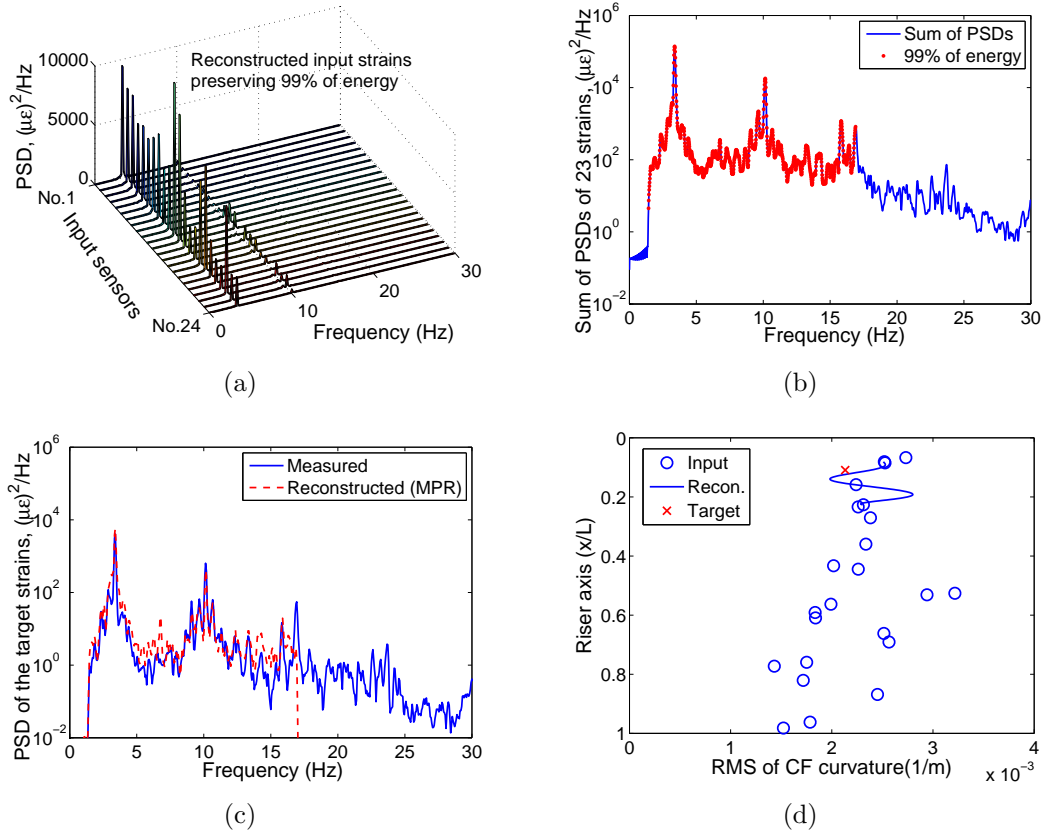 10000
5000
0
PSD, (με)²/Hz
Reconstructed input strains
preserving 99% of energy
No.1
Input sensors
No.24
0
10
20
30
Frequency (Hz)
(a)
10⁶
10⁴
10²
10⁰
10⁻²
Sum of PSDs of 23 strains, (με)²/Hz
Sum of PSDs
99% of energy
0 5 10 15 20 25 30
Frequency (Hz)
(b)
10⁶
10⁴
10²
10⁰
10⁻²
PSD of the target strains, (με)²/Hz
Measured
Reconstructed (MPR)
0 5 10 15 20 25 30
Frequency (Hz)
(c)
0
0.2
0.4
0.6
0.8
1
Riser axis (x/L)
Input
Recon.
Target
0 1 2 3 4
RMS of CF curvature(1/m)
x 10⁻³
(d)